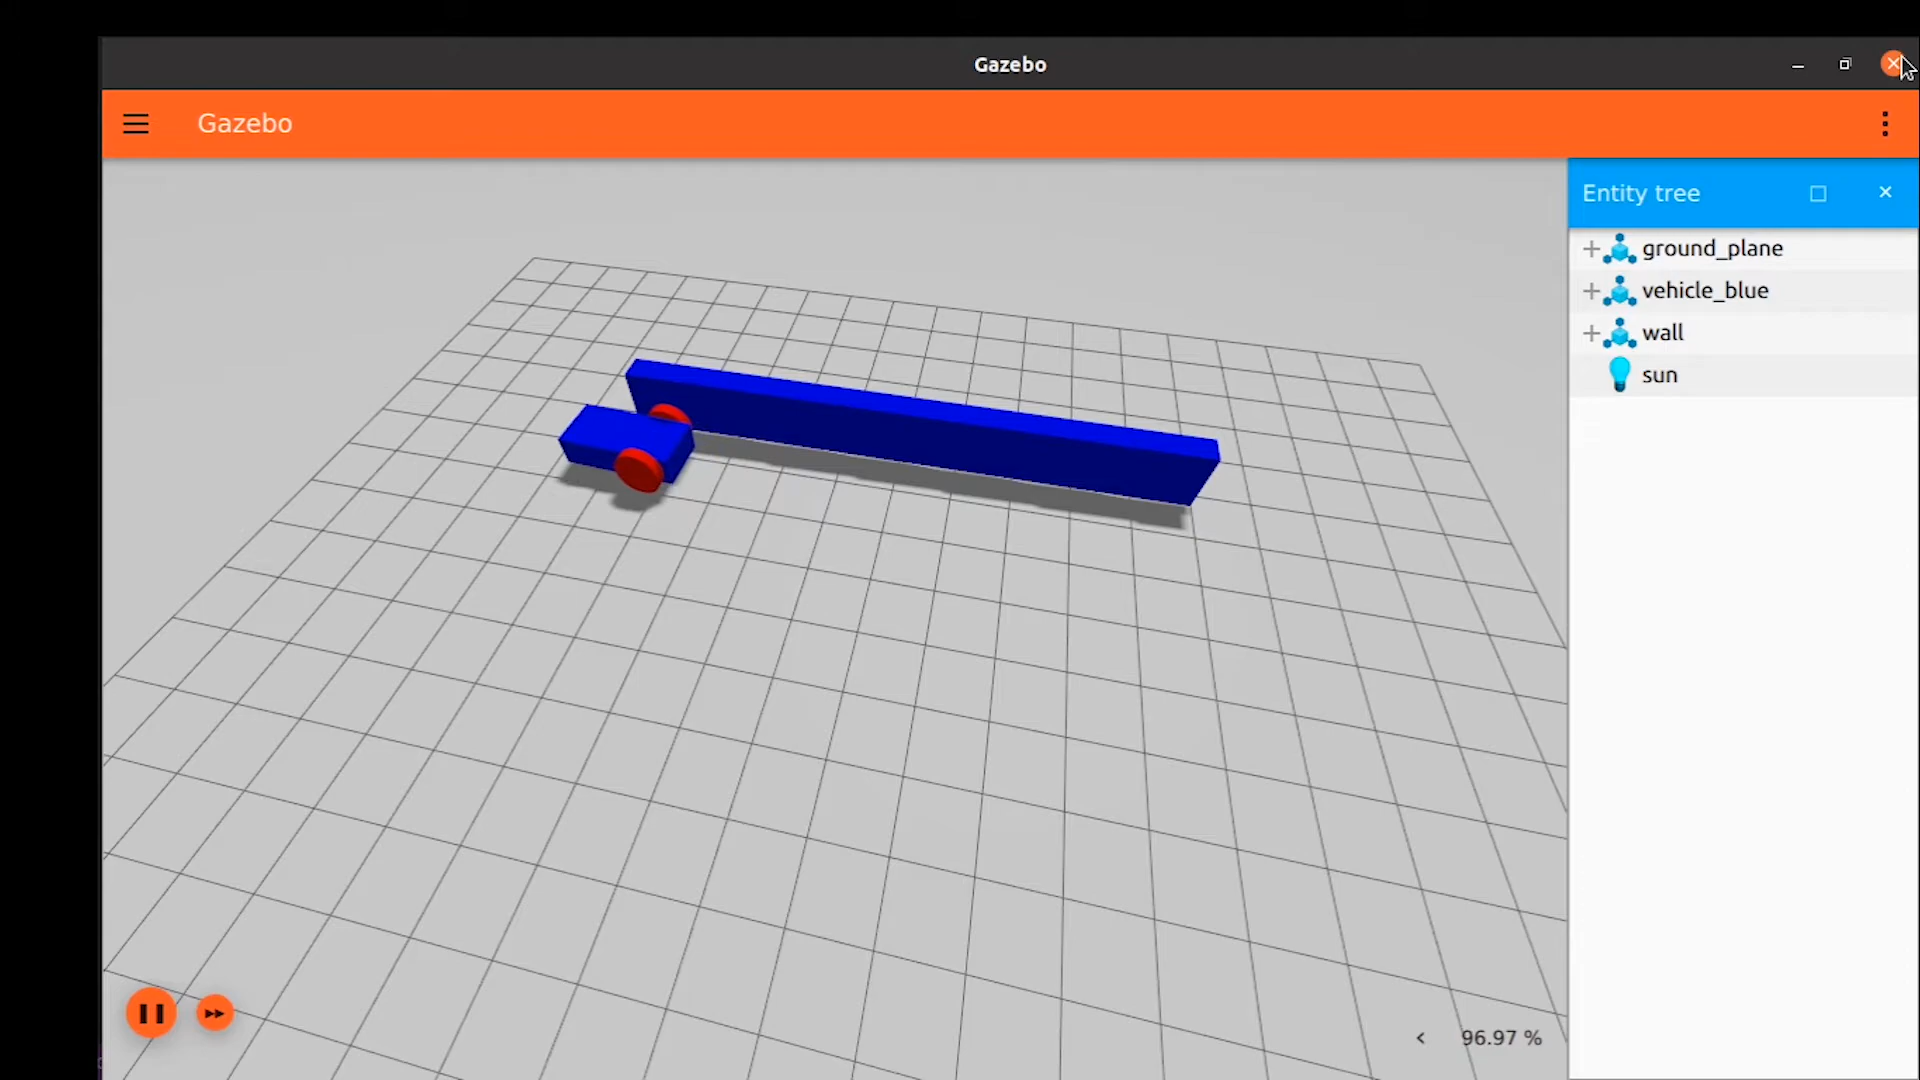 Gazebo
Gazebo
Entity tree
ground_plane
vehicle_blue
wall
sun
96.97 %